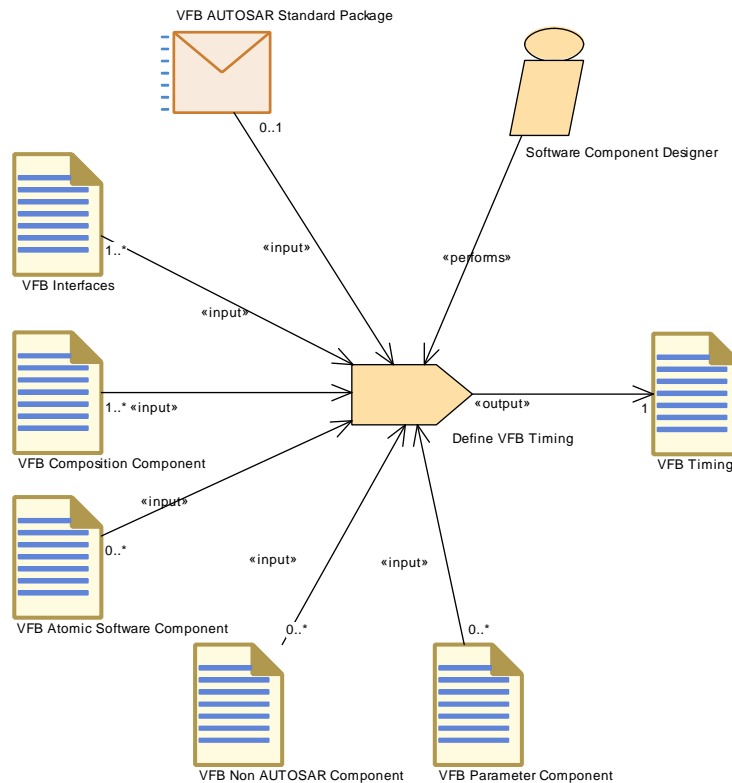 VFB AUTOSAR Standard Package
0..1
Software Component Designer
«input»
«performs»
1..*
VFB Interfaces
«input»
1..*
«input»
VFB Composition Component
«output»
1
Define VFB Timing
VFB Timing
«input»
0..*
VFB Atomic Software Component
«input»
«input»
0..*
0..*
VFB Non AUTOSAR Component
VFB Parameter Component